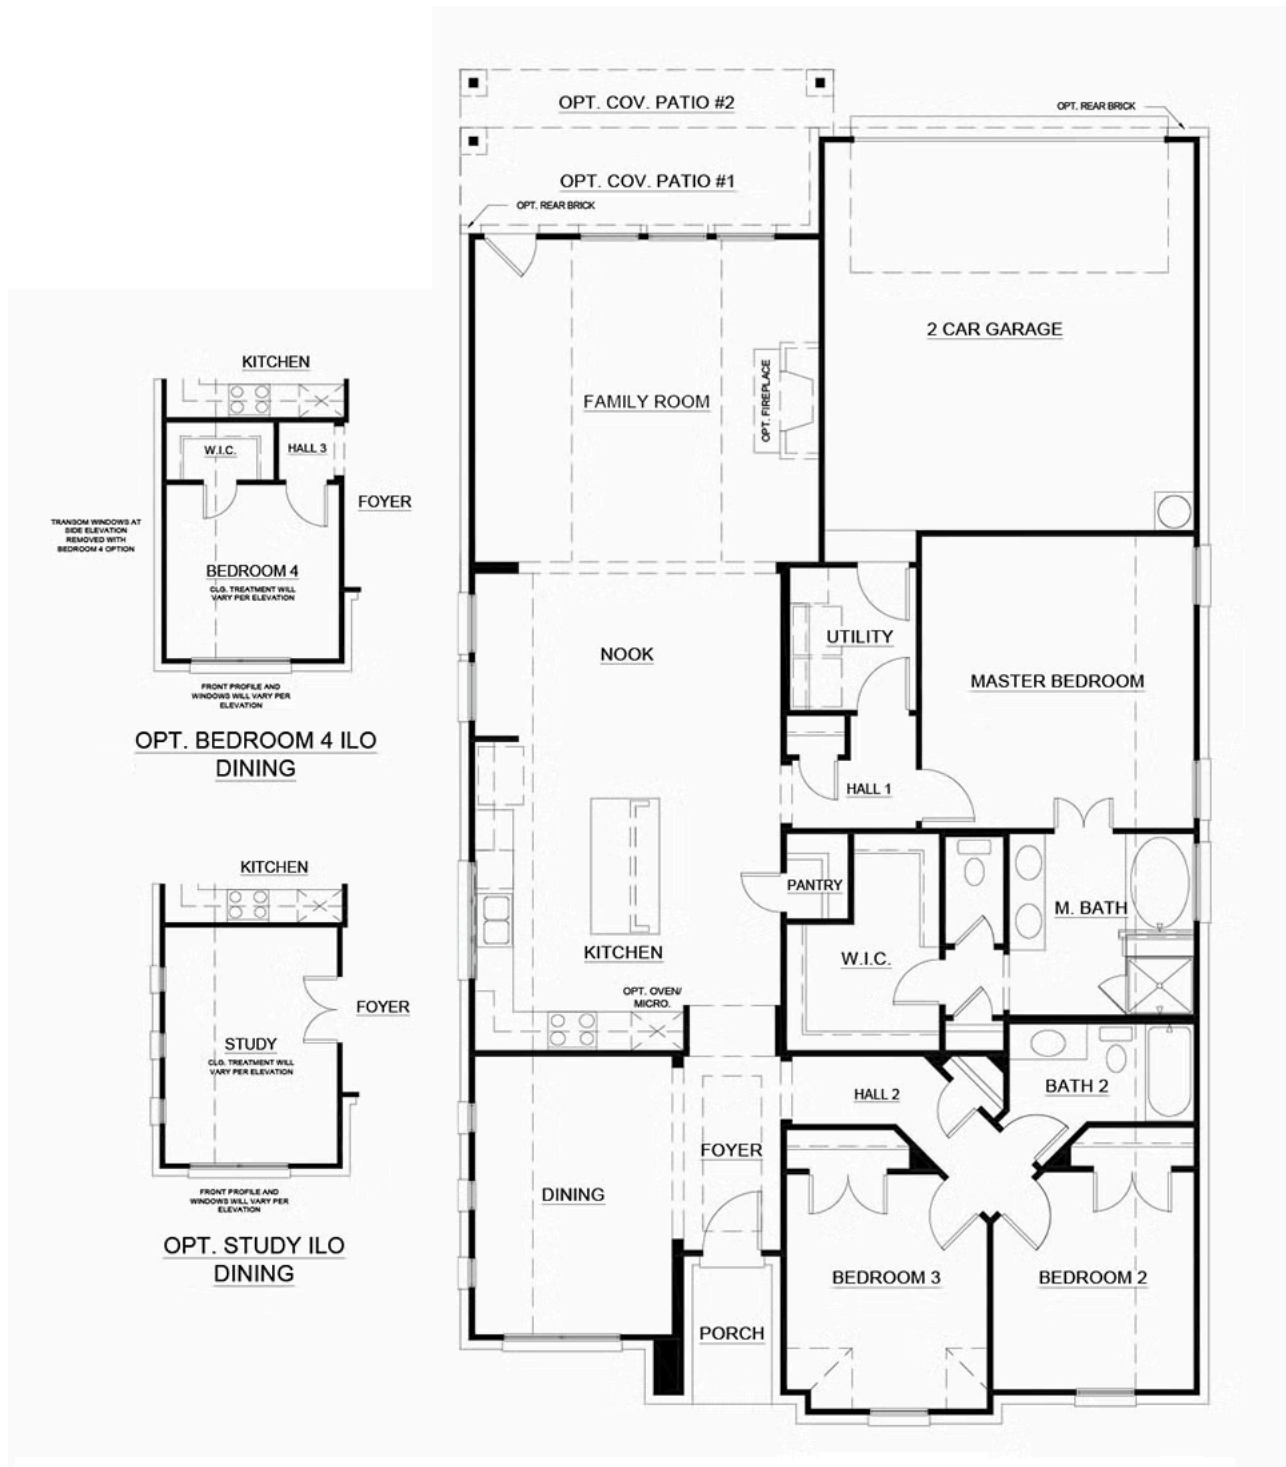 OPT. COV. PATIO #2
OPT. REAR BRICK
OPT. COV. PATIO #1
OPT. REAR BRICK
2 CAR GARAGE
FAMILY ROOM
OPT. FIREPLACE
UTILITY
NOOK
MASTER BEDROOM
HALL 1
PANTRY
M. BATH
W.I.C.
KITCHEN
OPT. OVEN/
MICRO.
BATH 2
HALL 2
FOYER
DINING
BEDROOM 3
BEDROOM 2
PORCH
KITCHEN
W.I.C.
HALL 3
FOYER
TRANSOM WINDOWS AT
SIDE ELEVATION
REMOVED WITH
BEDROOM 4 OPTION
BEDROOM 4
CLG. TREATMENT WILL
VARY PER ELEVATION
FRONT PROFILE AND
WINDOWS WILL VARY PER
ELEVATION
OPT. BEDROOM 4 ILO
DINING
KITCHEN
FOYER
STUDY
CLG. TREATMENT WILL
VARY PER ELEVATION
FRONT PROFILE AND
WINDOWS WILL VARY PER
ELEVATION
OPT. STUDY ILO
DINING